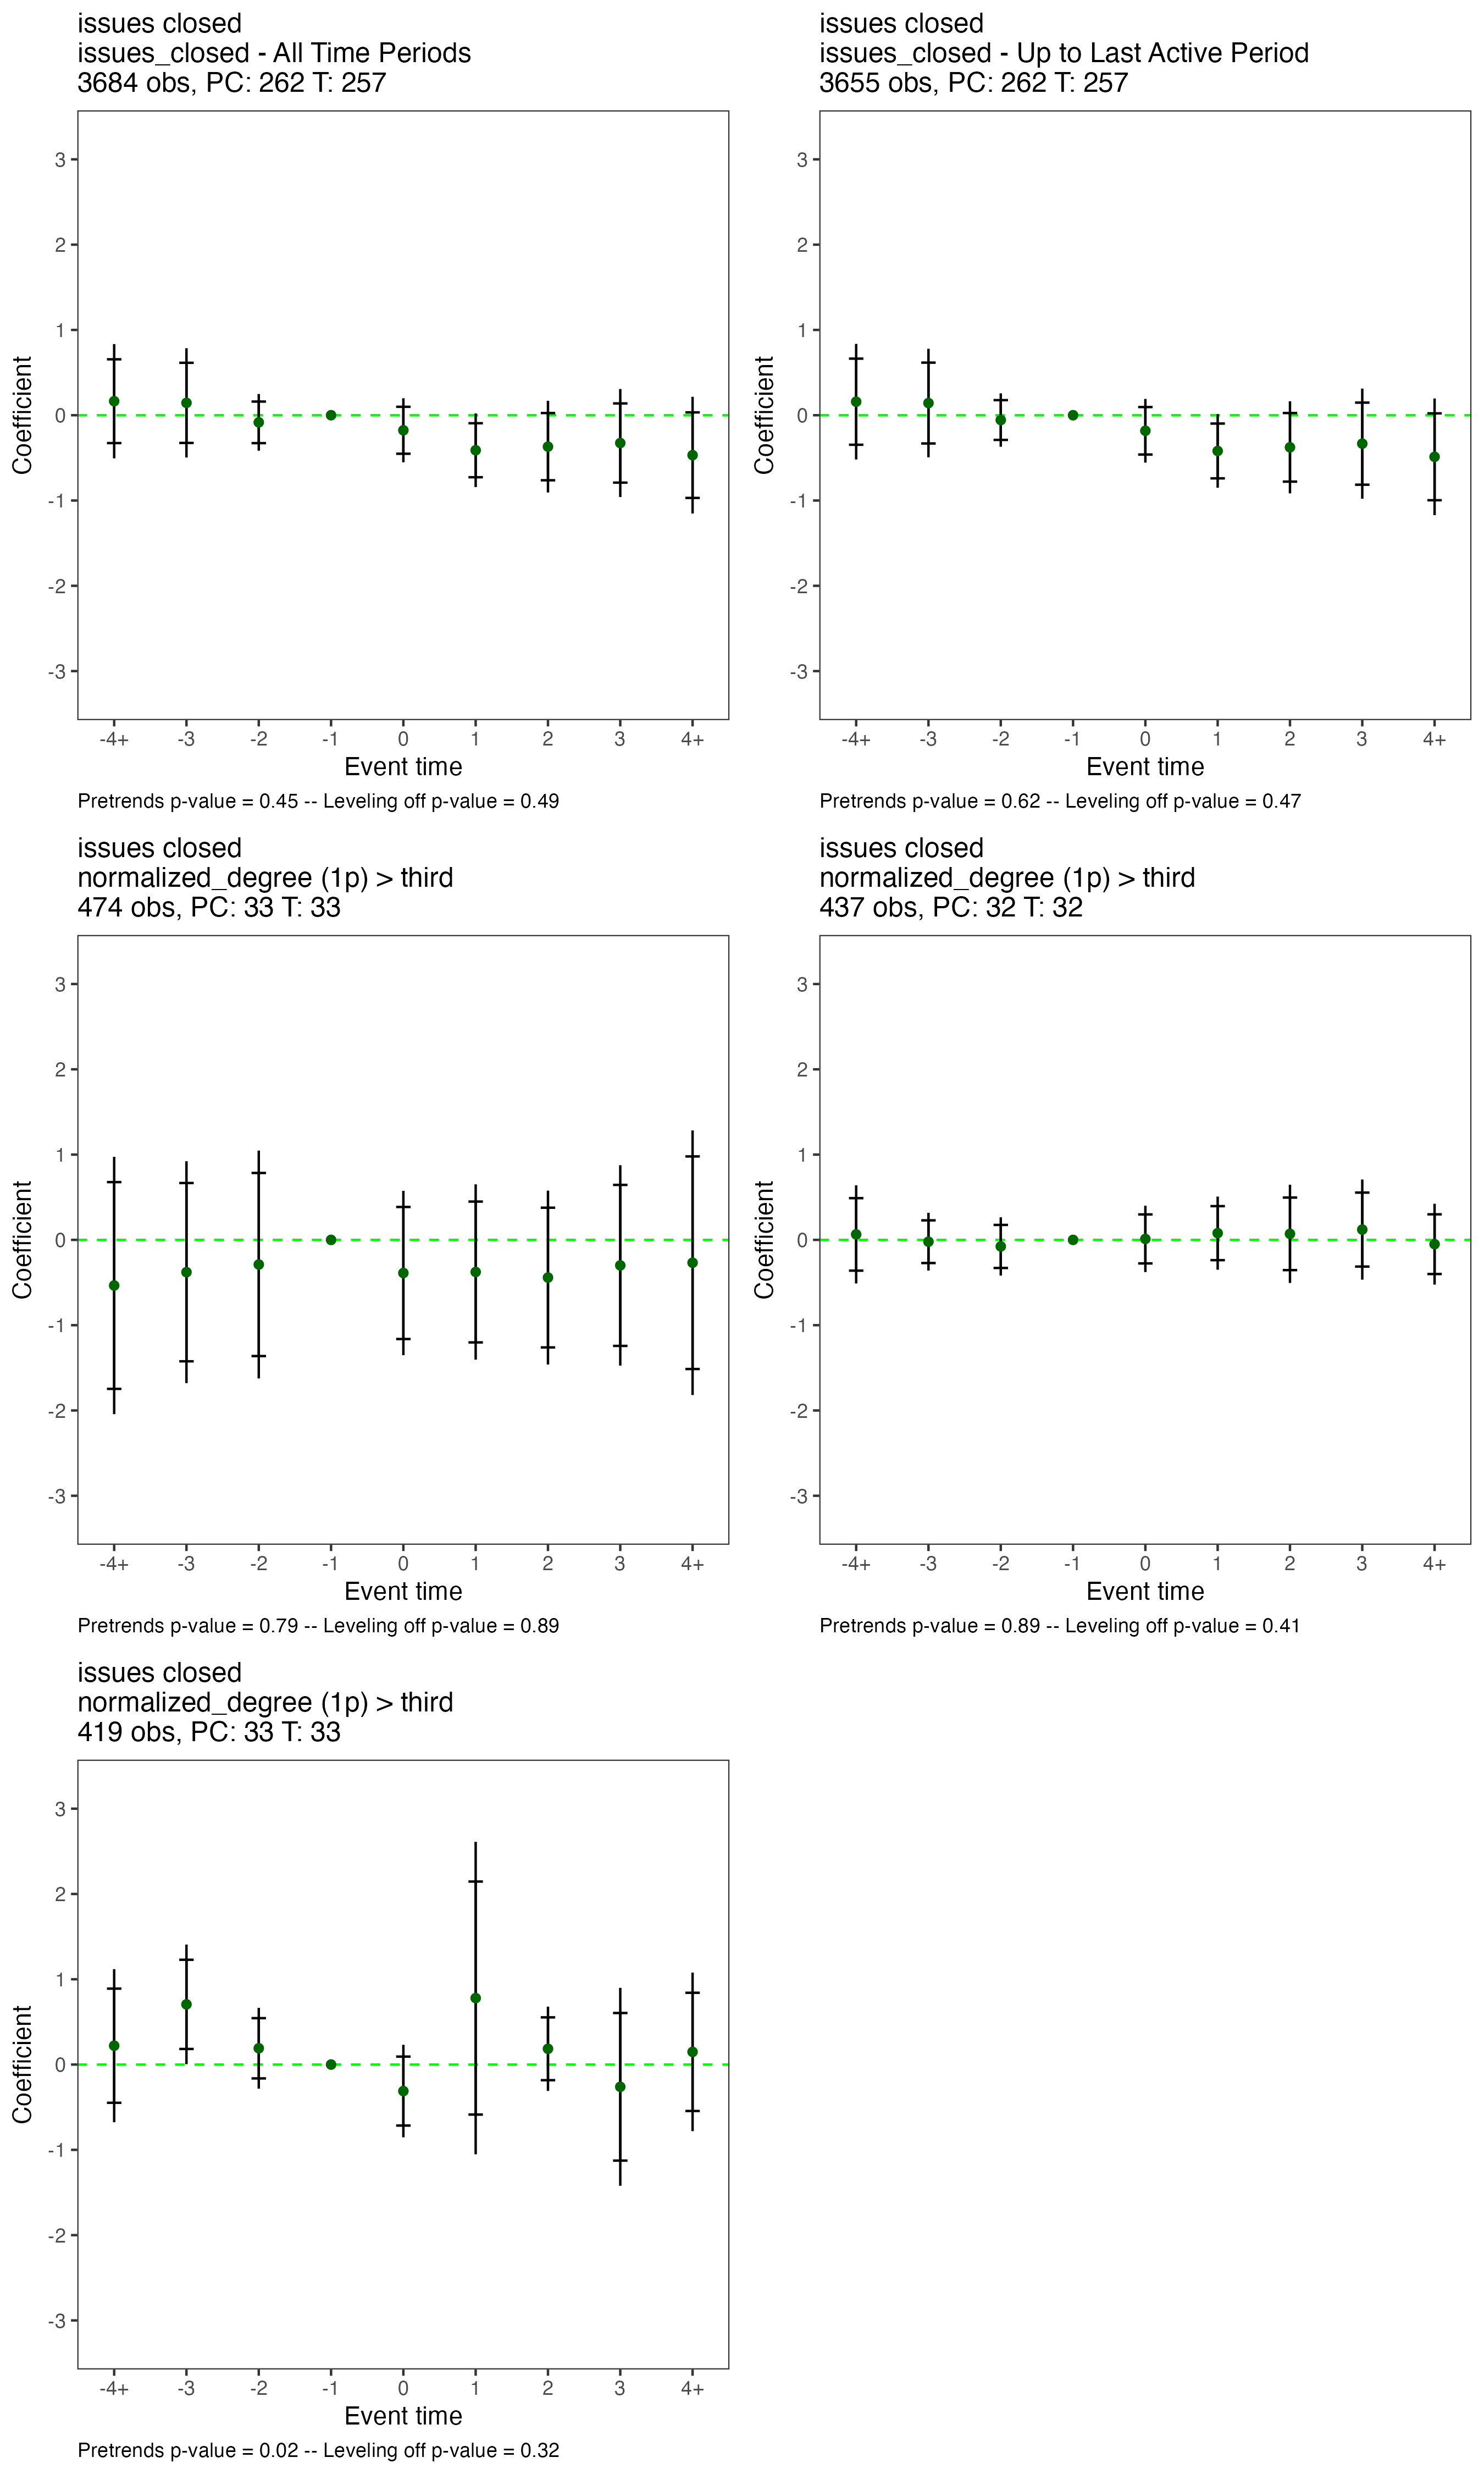 issues closed
issues_closed - All Time Periods
3684 obs, PC: 262 T: 257
Coefficient
3
2
1
0
-1
-2
-3
-4+ -3 -2 -1 0 1 2 3 4+
Event time
Pretrends p-value = 0.45 -- Leveling off p-value = 0.49
issues closed
issues_closed - Up to Last Active Period
3655 obs, PC: 262 T: 257
Coefficient
3
2
1
0
-1
-2
-3
-4+ -3 -2 -1 0 1 2 3 4+
Event time
Pretrends p-value = 0.62 -- Leveling off p-value = 0.47
issues closed
normalized_degree (1p) > third
474 obs, PC: 33 T: 33
Coefficient
3
2
1
0
-1
-2
-3
-4+ -3 -2 -1 0 1 2 3 4+
Event time
Pretrends p-value = 0.79 -- Leveling off p-value = 0.89
issues closed
normalized_degree (1p) > third
437 obs, PC: 32 T: 32
Coefficient
3
2
1
0
-1
-2
-3
-4+ -3 -2 -1 0 1 2 3 4+
Event time
Pretrends p-value = 0.89 -- Leveling off p-value = 0.41
issues closed
normalized_degree (1p) > third
419 obs, PC: 33 T: 33
Coefficient
3
2
1
0
-1
-2
-3
-4+ -3 -2 -1 0 1 2 3 4+
Event time
Pretrends p-value = 0.02 -- Leveling off p-value = 0.32